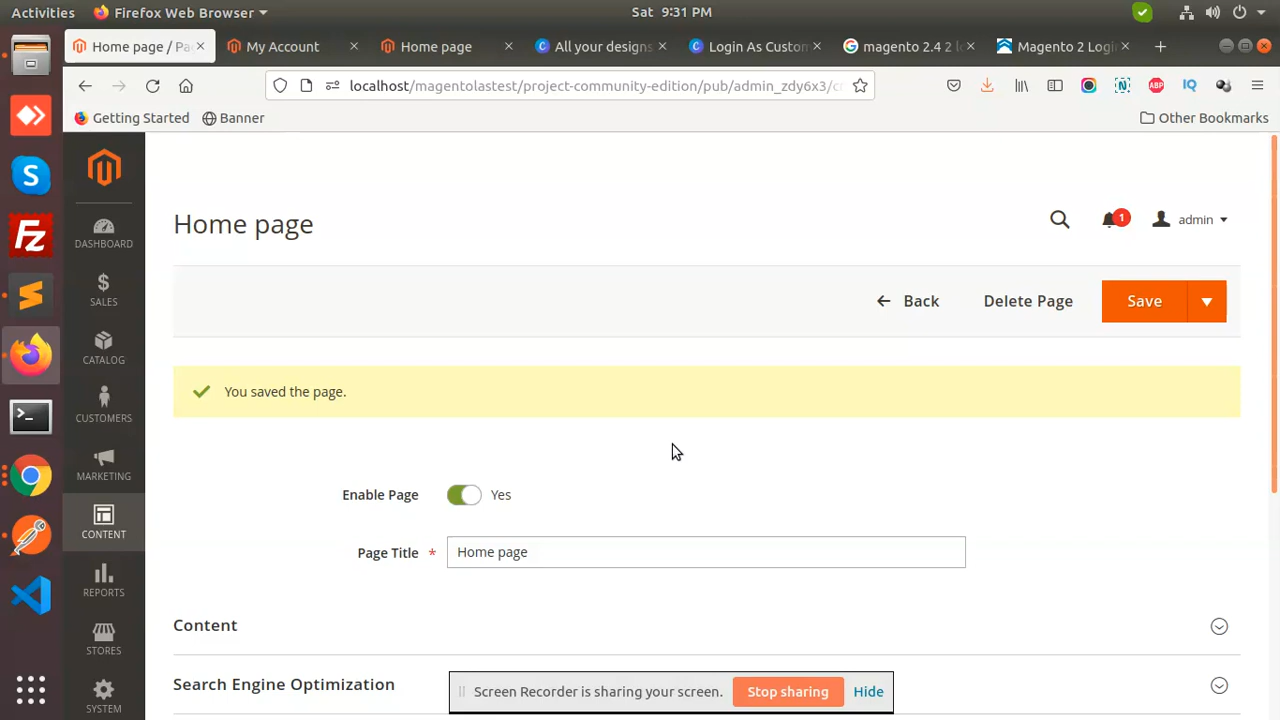 Activities
Firefox Web Browser
Sat 9:31 PM
Home page / Pa
My Account
Home page
All your designs
Login As Custom
magento 2.4 2 l
Magento 2 Logi
localhost/magentolastest/project-community-edition/pub/admin_zdy6x3/c
Getting Started
Banner
Other Bookmarks
Home page
1
admin
Back
Delete Page
Save
You saved the page.
Enable Page
Yes
Page Title *
Home page
Content
Search Engine Optimization
DASHBOARD
SALES
CATALOG
CUSTOMERS
MARKETING
CONTENT
REPORTS
STORES
SYSTEM
Screen Recorder is sharing your screen.
Stop sharing
Hide